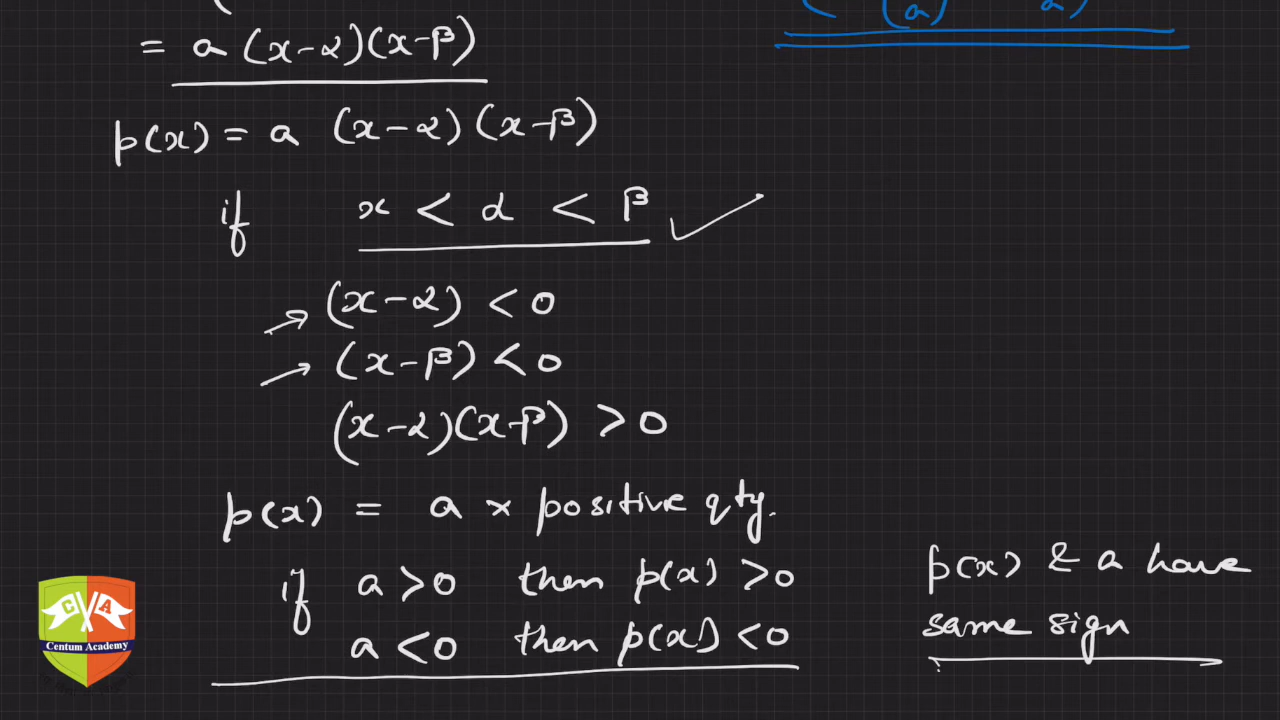 = a (x-α)(x-β)
p(x) = a (x-α)(x-β)
if x < α < β
(x-α) < 0
(x-β) < 0
(x-α)(x-β) > 0
p(x) = a × positive qty.
if a > 0 then p(x) > 0
a < 0 then p(x) < 0
p(x) & a have
same sign
C A
Centum Academy